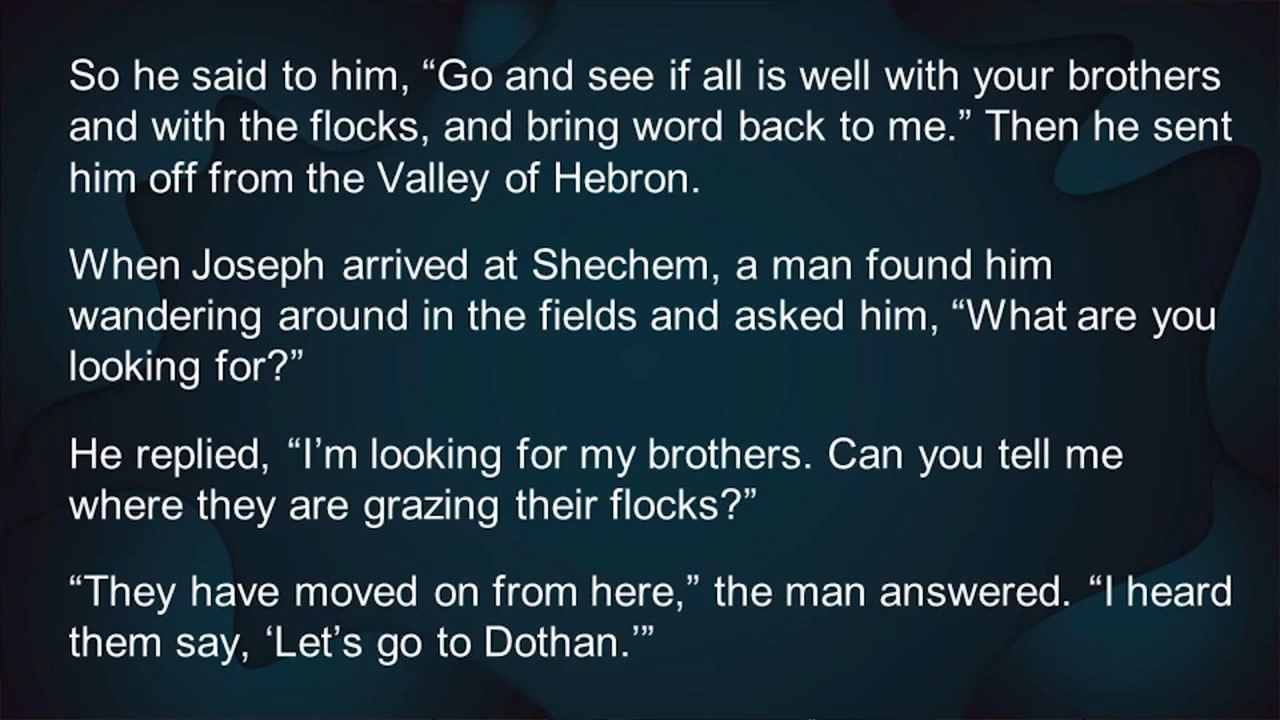 So he said to him, “Go and see if all is well with your brothers
and with the flocks, and bring word back to me.” Then he sent
him off from the Valley of Hebron.
When Joseph arrived at Shechem, a man found him
wandering around in the fields and asked him, “What are you
looking for?”
He replied, “I’m looking for my brothers. Can you tell me
where they are grazing their flocks?”
“They have moved on from here,” the man answered. “I heard
them say, ‘Let’s go to Dothan.’”